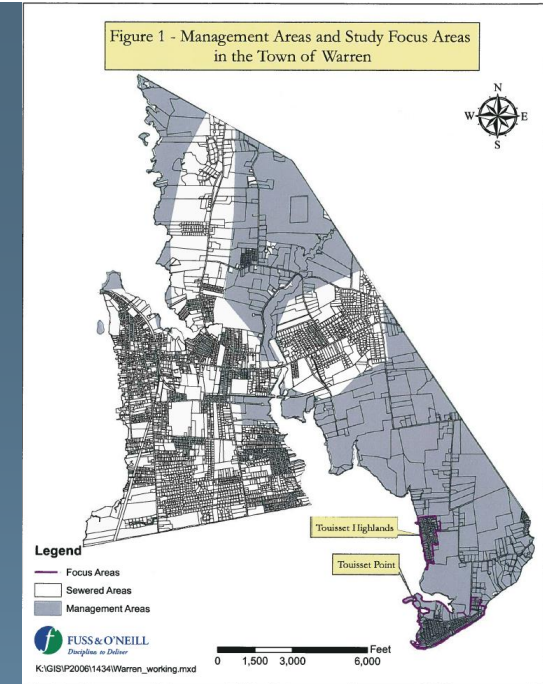 Figure 1 - Management Areas and Study Focus Areas
in the Town of Warren
N
W E
S
Touisset Highlands
Touisset Point
Legend
Focus Areas
Sewered Areas
Management Areas
FUSS & O'NEILL
Disciplines to Deliver
Feet
0 1,500 3,000 6,000
K:\GIS\P2006\1434\Warren_working.mxd